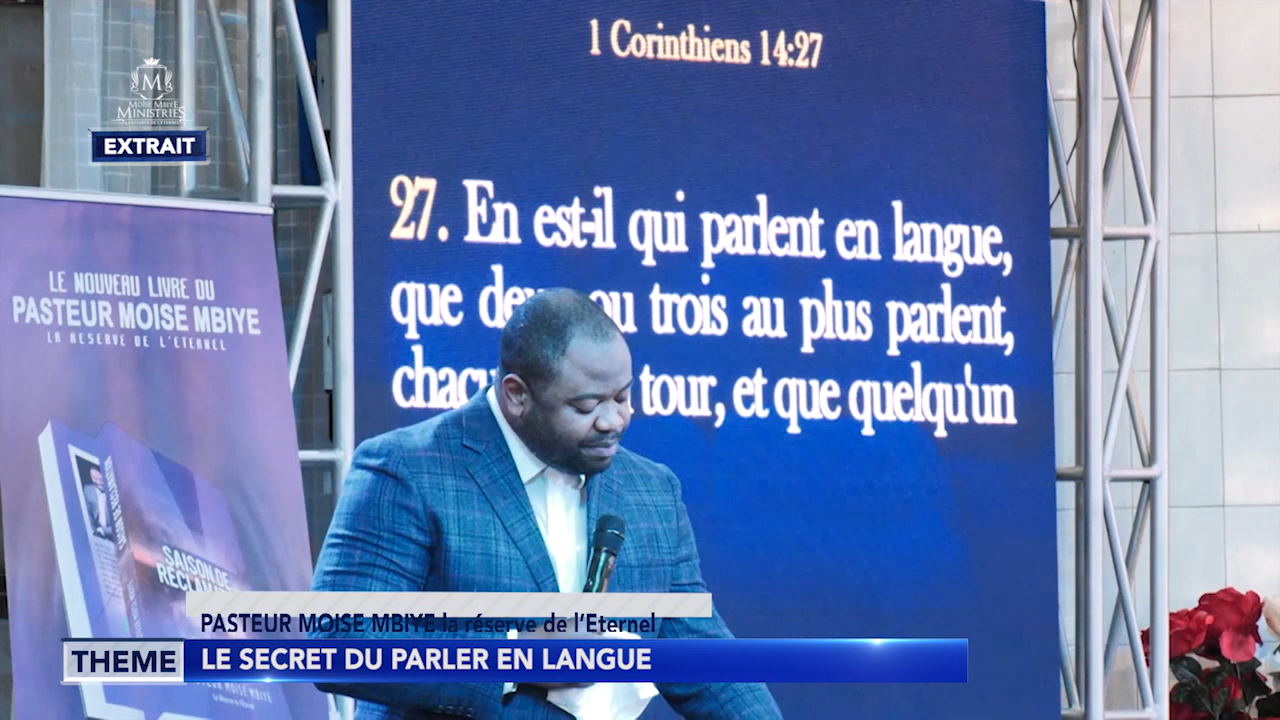 1 Corinthiens 14:27
M
MOISE MBIYE
MINISTRIES
EXTRAIT
27. En est-il qui parlent en langue,
que ou trois au plus parlent,
tour, et que quelqu'un
LE NOUVEAU LIVRE DU
PASTEUR MOISE MBIYE
LA RESERVE DE L'ETERNEL
SAISON DE
PASTEUR MOISE MBIYE la réserve de l'Eternel
THEME LE SECRET DU PARLER EN LANGUE